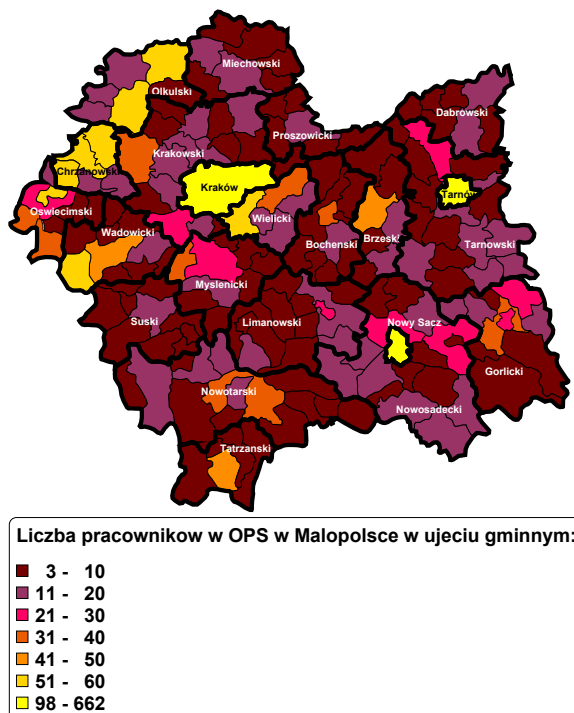 Miechowski
Olkulski
Dabrowski
Proszowicki
Krakowski
Chrzanowski
Kraków
Tarnów
Oswiecimski
Wielicki
Wadowicki
Bochenski
Brzeski
Tarnowski
Myslenicki
Suski
Limanowski
Nowy Sacz
Gorlicki
Nowotarski
Nowosadecki
Tatrzanski
Liczba pracownikow w OPS w Malopolsce w ujeciu gminnym:
3 - 10
11 - 20
21 - 30
31 - 40
41 - 50
51 - 60
98 - 662